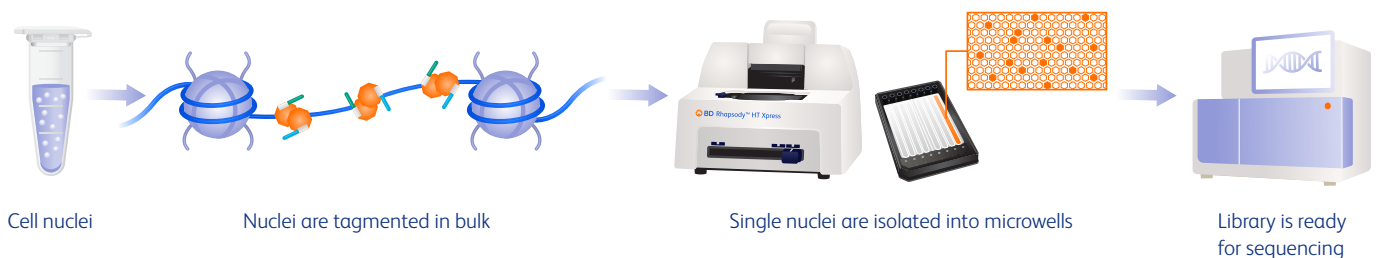 BD Rhapsody™ HT Xpress
Cell nuclei
Nuclei are tagmented in bulk
Single nuclei are isolated into microwells
Library is ready
for sequencing